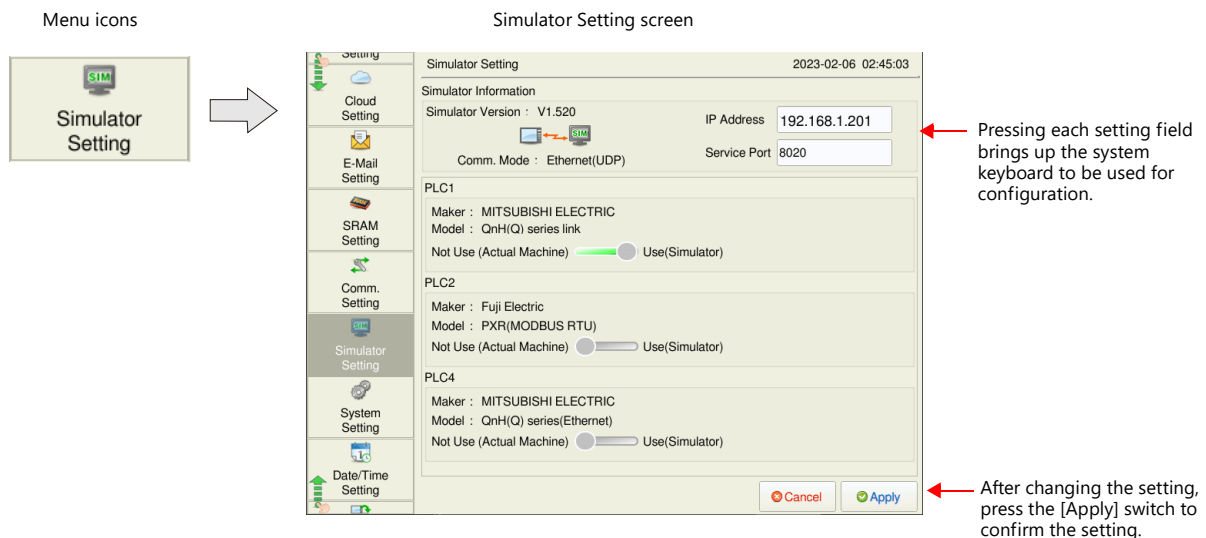 Menu icons
Simulator Setting screen
SIM
Simulator
Setting
Setting
Cloud
Setting
E-Mail
Setting
SRAM
Setting
Comm.
Setting
SIM
Simulator
Setting
System
Setting
Date/Time
Setting
Simulator Setting 2023-02-06 02:45:03
Simulator Information
Simulator Version : V1.520
SIM
Comm. Mode : Ethernet(UDP)
IP Address 192.168.1.201
Service Port 8020
PLC1
Maker : MITSUBISHI ELECTRIC
Model : QnH(Q) series link
Not Use (Actual Machine) Use(Simulator)
PLC2
Maker : Fuji Electric
Model : PXR(MODBUS RTU)
Not Use (Actual Machine) Use(Simulator)
PLC4
Maker : MITSUBISHI ELECTRIC
Model : QnH(Q) series(Ethernet)
Not Use (Actual Machine) Use(Simulator)
Cancel Apply
Pressing each setting field
brings up the system
keyboard to be used for
configuration.
After changing the setting,
press the [Apply] switch to
confirm the setting.